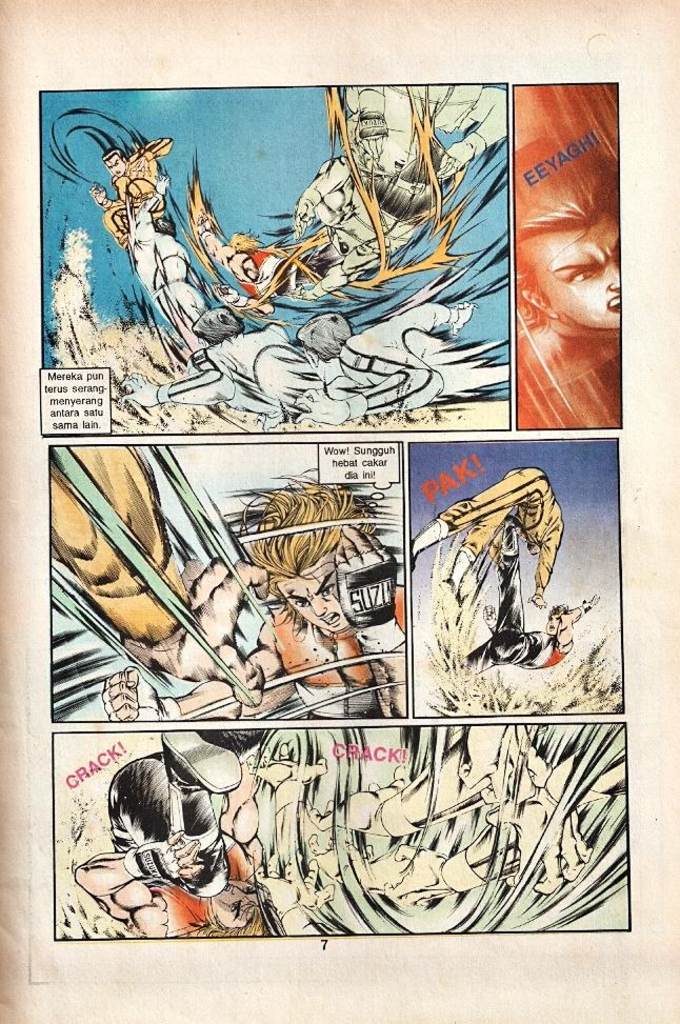 EEYAGH!
Mereka pun
terus serang-
menyerang
antara satu
sama lain.
Wow! Sungguh
hebat cakar
dia ini!
SUZU
PAK!
CRACK!
CRACK!
7